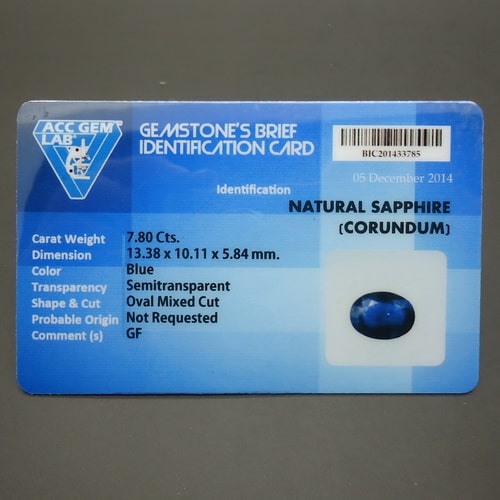 ACC GEM
LAB
GEMSTONE'S BRIEF
IDENTIFICATION CARD
BIC201433785
05 December 2014
Identification
NATURAL SAPPHIRE
(CORUNDUM)
Carat Weight 7.80 Cts.
Dimension 13.38 x 10.11 x 5.84 mm.
Color Blue
Transparency Semitransparent
Shape & Cut Oval Mixed Cut
Probable Origin Not Requested
Comment (s) GF